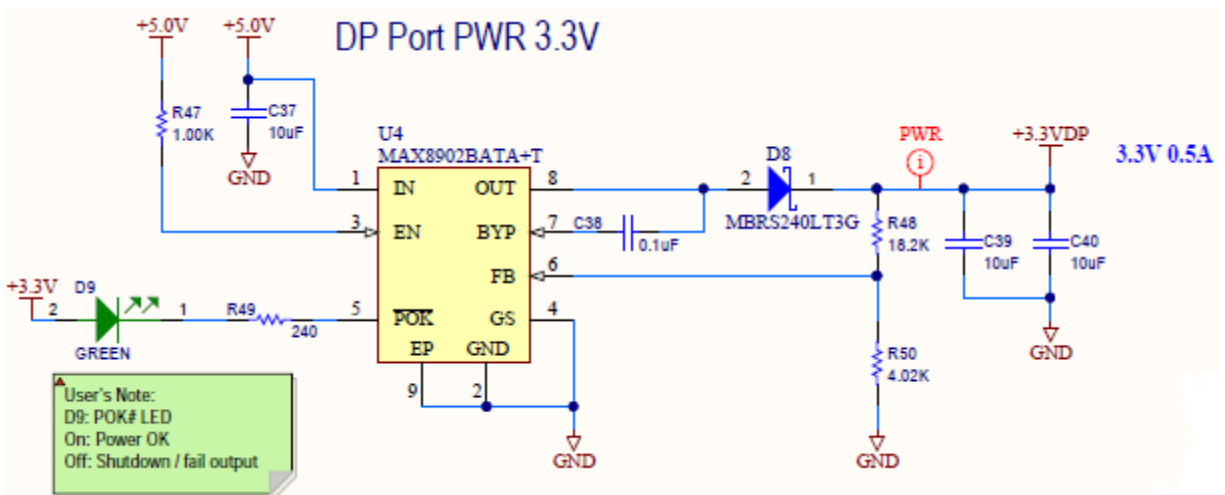 +5.0V
+5.0V
DP Port PWR 3.3V
R47
1.00K
C37
10uF
GND
U4
MAX8902BATA+T
1
IN
OUT
8
3
EN
BYP
7
FB
6
5
POK
GS
4
EP
GND
9
2
GND
C38
0.1uF
2
D8
1
MBRS240LT3G
PWR
i
+3.3VDP
3.3V 0.5A
R48
18.2K
C39
10uF
C40
10uF
GND
R50
4.02K
GND
+3.3V
D9
2
1
GREEN
R49
240
User's Note:
D9: POK# LED
On: Power OK
Off: Shutdown / fail output